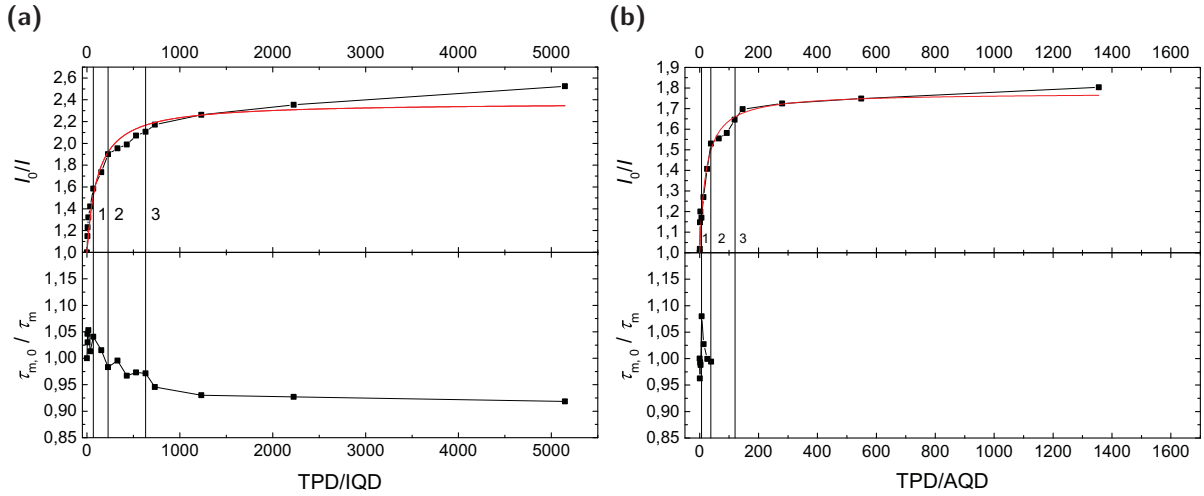 (a)
0 1000 2000 3000 4000 5000
2,6
2,4
2,2
2,0
1,8
1,6
1,4
1,2
1,0
I0/I
1 2 3
1,15
1,10
1,05
1,00
0,95
0,90
0,85
τm, 0 / τm
0 1000 2000 3000 4000 5000
TPD/IQD
(b)
0 200 400 600 800 1000 1200 1400 1600
1,9
1,8
1,7
1,6
1,5
1,4
1,3
1,2
1,1
1,0
I0/I
1 2 3
1,15
1,10
1,05
1,00
0,95
0,90
0,85
τm, 0 / τm
0 200 400 600 800 1000 1200 1400 1600
TPD/AQD